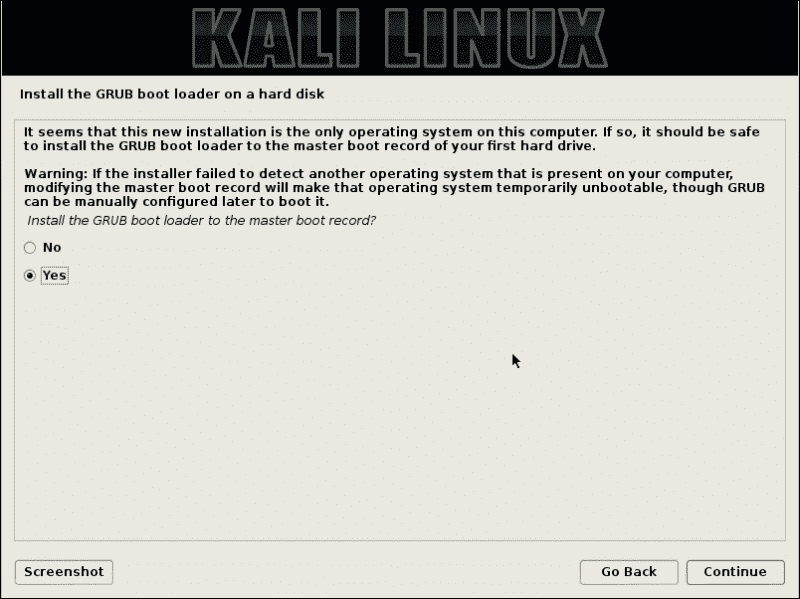 KALI LINUX
Install the GRUB boot loader on a hard disk
It seems that this new installation is the only operating system on this computer. If so, it should be safe
to install the GRUB boot loader to the master boot record of your first hard drive.
Warning: If the installer failed to detect another operating system that is present on your computer,
modifying the master boot record will make that operating system temporarily unbootable, though GRUB
can be manually configured later to boot it.
Install the GRUB boot loader to the master boot record?
No
Yes
Screenshot
Go Back
Continue